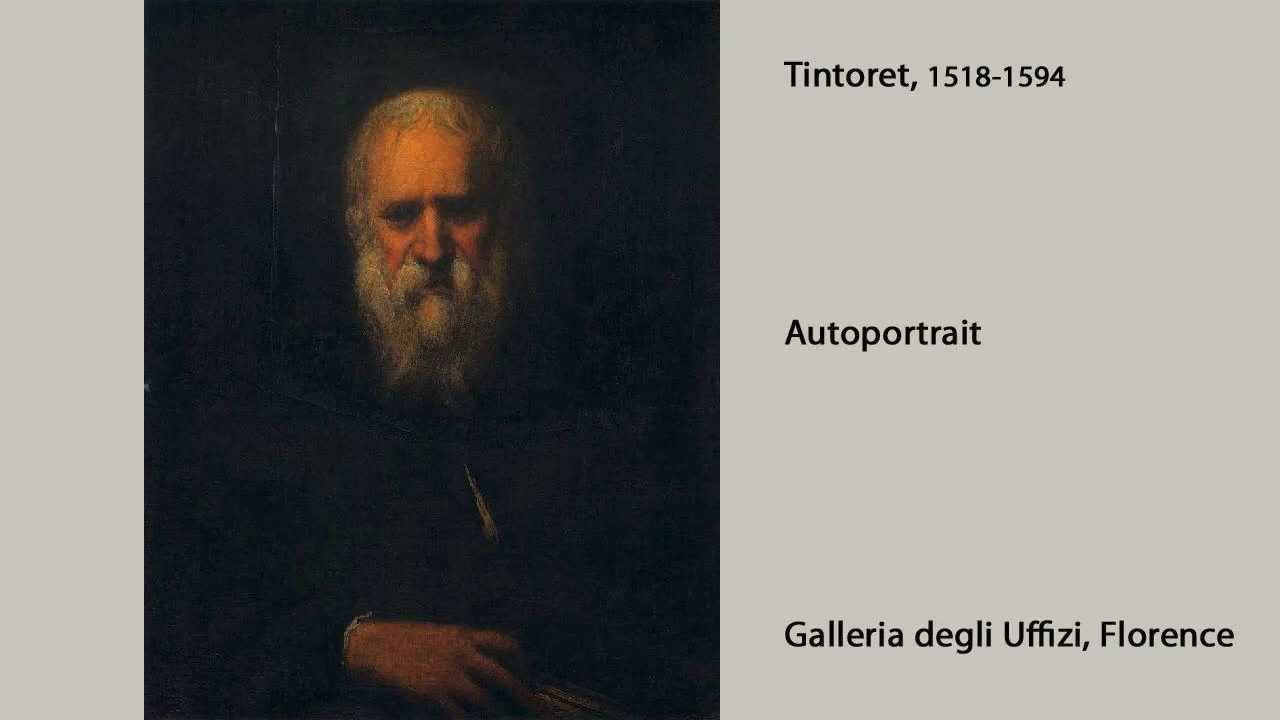 Tintoret, 1518-1594
Autoportrait
Galleria degli Uffizi, Florence